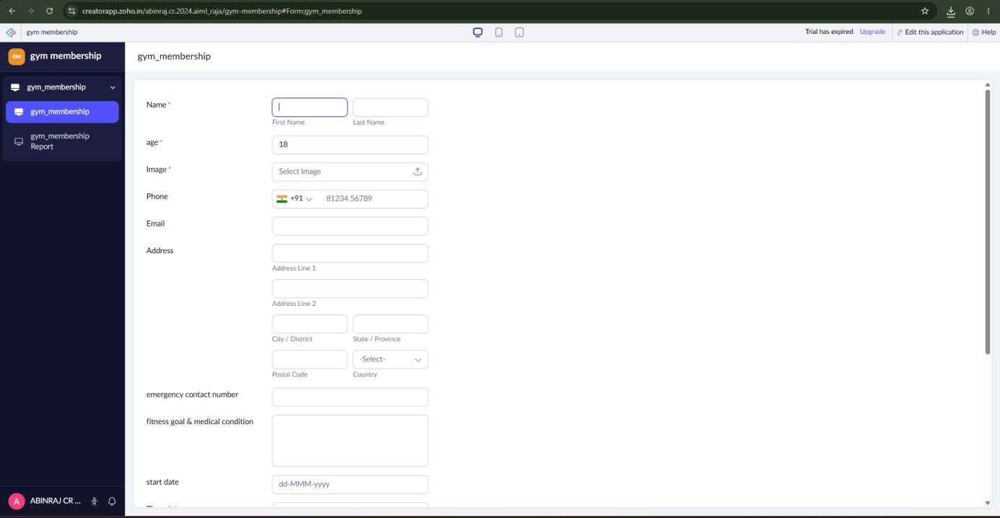 creatorapp.zoho.in/abinraj.cr.2024.aiml_raja/gym-membership#Form:gym_membership
gym membership
Trial has expired Upgrade Edit this application Help
GM gym membership
gym_membership
gym_membership
gym_membership
Report
gym_membership
Name *
First Name Last Name
age * 18
Image * Select Image
Phone +91 81234 56789
Email
Address
Address Line 1
Address Line 2
City / District State / Province
-Select-
Postal Code Country
emergency contact number
fitness goal & medical condition
start date dd-MMM-yyyy
A ABINRAJ CR ...